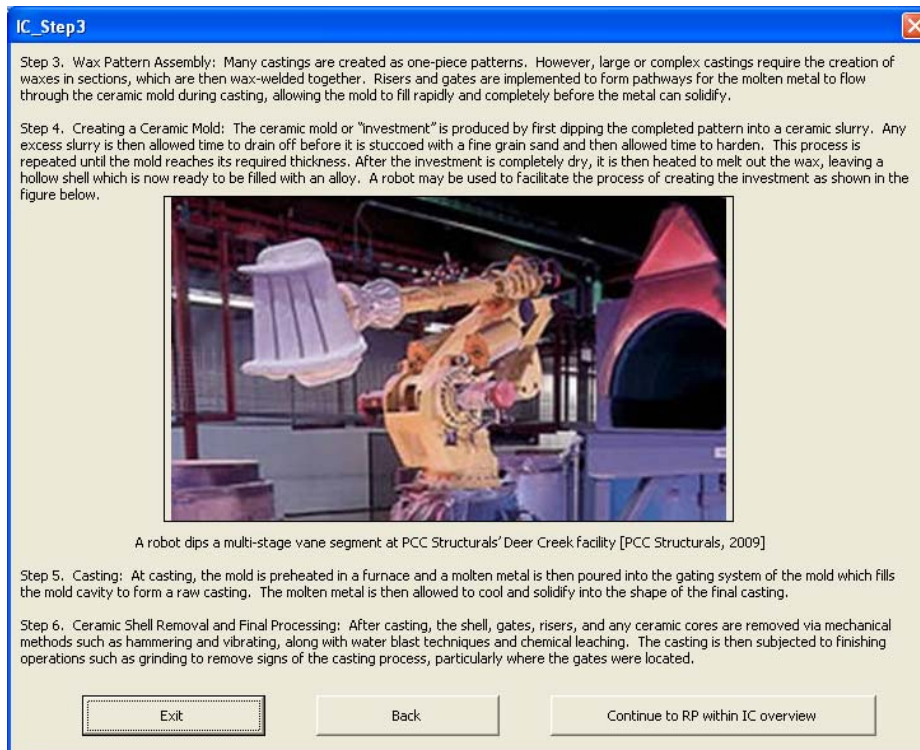 IC_Step3
Step 3.  Wax Pattern Assembly:  Many castings are created as one-piece patterns.  However, large or complex castings require the creation of
waxes in sections, which are then wax-welded together.  Risers and gates are implemented to form pathways for the molten metal to flow
through the ceramic mold during casting, allowing the mold to fill rapidly and completely before the metal can solidify.
Step 4.  Creating a Ceramic Mold:  The ceramic mold or "investment" is produced by first dipping the completed pattern into a ceramic slurry.  Any
excess slurry is then allowed time to drain off before it is stuccoed with a fine grain sand and then allowed time to harden.  This process is
repeated until the mold reaches its required thickness.  After the investment is completely dry, it is then heated to melt out the wax, leaving a
hollow shell which is now ready to be filled with an alloy.  A robot may be used to facilitate the process of creating the investment as shown in the
figure below.
A robot dips a multi-stage vane segment at PCC Structurals' Deer Creek facility [PCC Structurals, 2009]
Step 5.  Casting:  At casting, the mold is preheated in a furnace and a molten metal is then poured into the gating system of the mold which fills
the mold cavity to form a raw casting.  The molten metal is then allowed to cool and solidify into the shape of the final casting.
Step 6.  Ceramic Shell Removal and Final Processing:  After casting, the shell, gates, risers, and any ceramic cores are removed via mechanical
methods such as hammering and vibrating, along with water blast techniques and chemical leaching.  The casting is then subjected to finishing
operations such as grinding to remove signs of the casting process, particularly where the gates were located.
Exit
Back
Continue to RP within IC overview